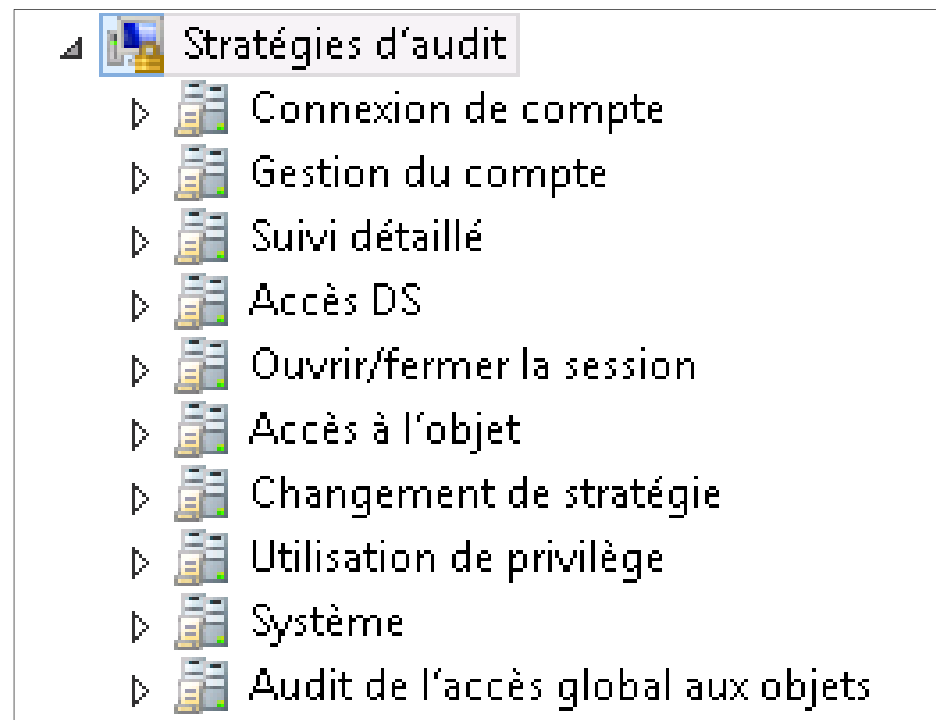 Stratégies d'audit
Connexion de compte
Gestion du compte
Suivi détaillé
Accès DS
Ouvrir/fermer la session
Accès à l'objet
Changement de stratégie
Utilisation de privilège
Système
Audit de l'accès global aux objets